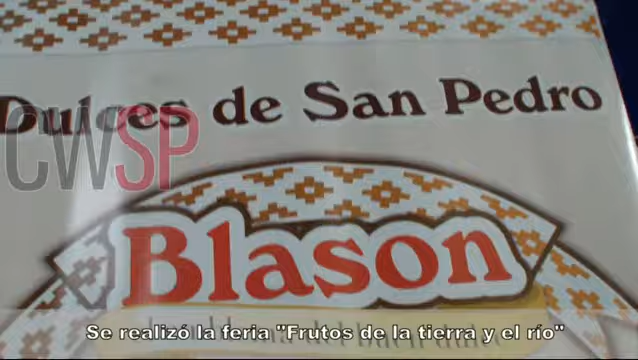 Dulces de San Pedro
CWSP
Blason
Se realizó la feria "Frutos de la tierra y el río"